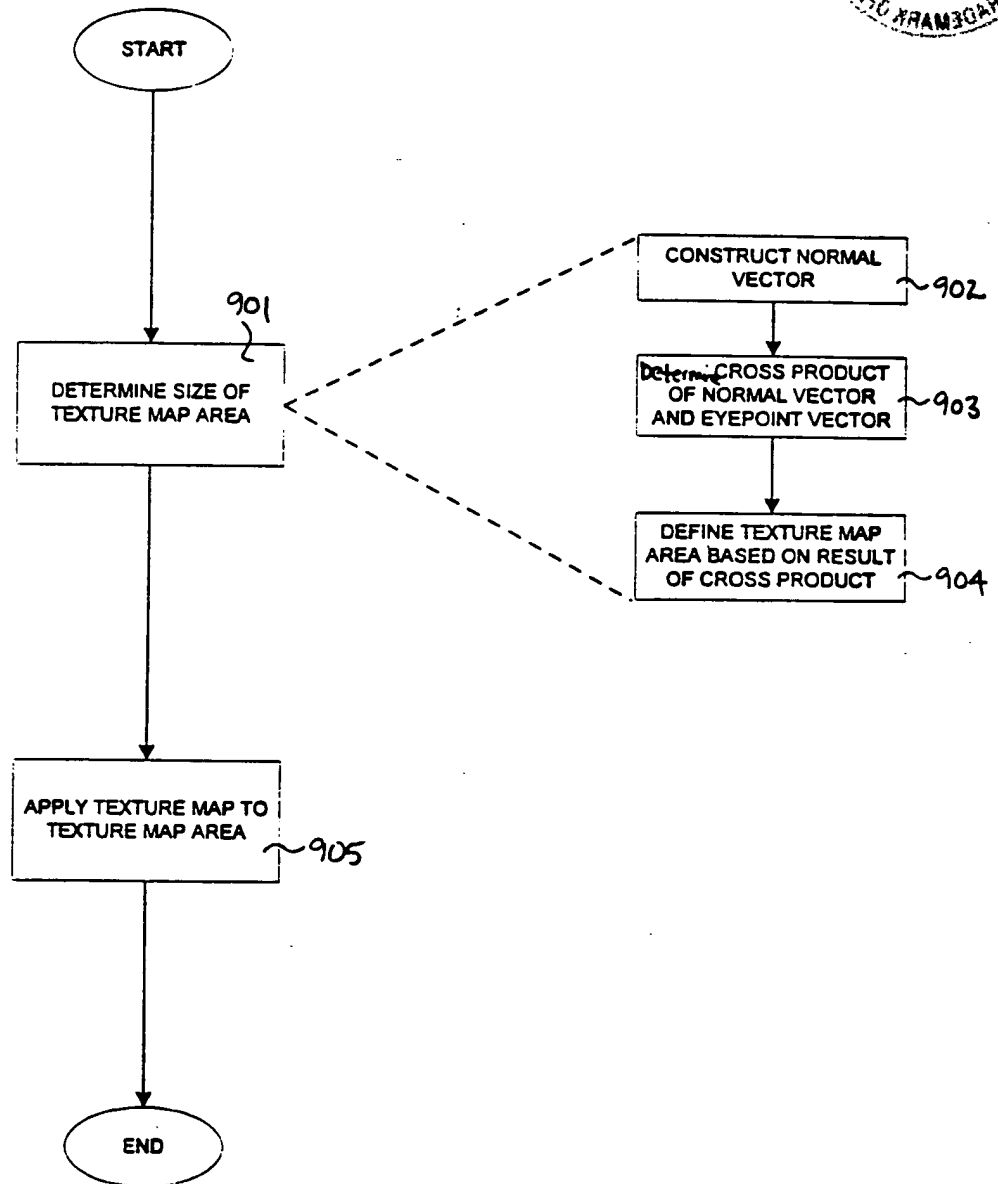 START
901
DETERMINE SIZE OF
TEXTURE MAP AREA
CONSTRUCT NORMAL
VECTOR
902
Determine CROSS PRODUCT
OF NORMAL VECTOR
AND EYEPOINT VECTOR
903
DEFINE TEXTURE MAP
AREA BASED ON RESULT
OF CROSS PRODUCT
904
APPLY TEXTURE MAP TO
TEXTURE MAP AREA
905
END